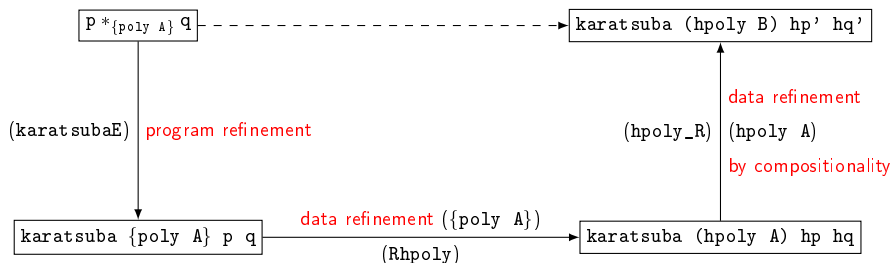 p *{poly A} q
karatsuba (hpoly B) hp' hq'
data refinement
(karatsubaE) program refinement
(hpoly_R) (hpoly A)
by compositionality
data refinement ({poly A})
karatsuba {poly A} p q
karatsuba (hpoly A) hp hq
(Rhpoly)